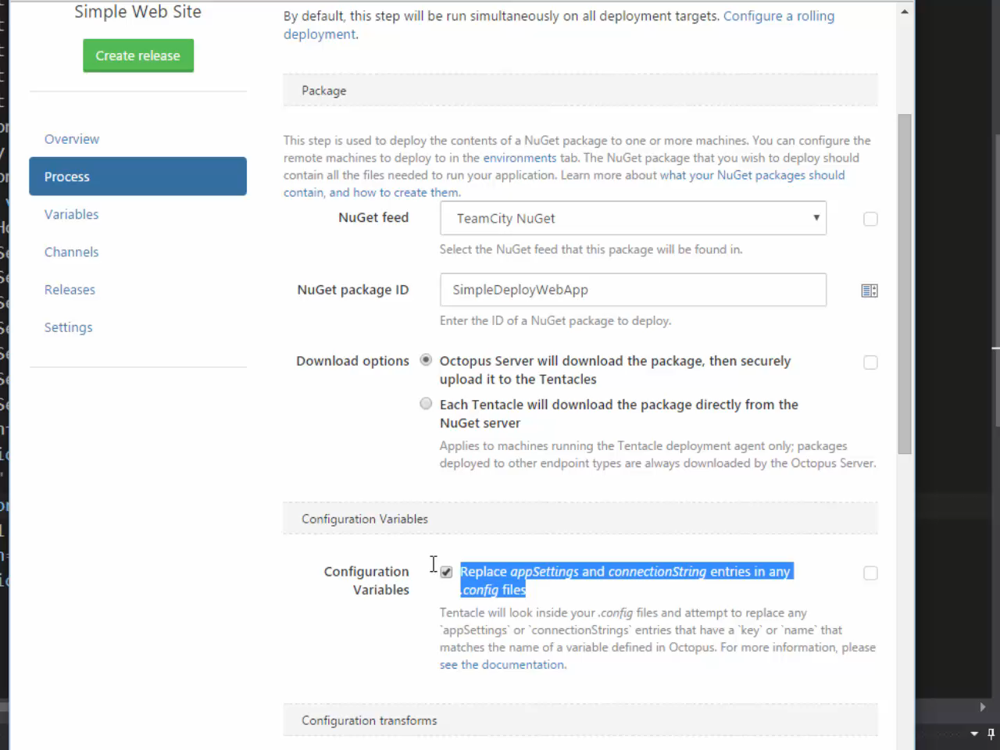 Simple Web Site
Create release
Overview
Process
Variables
Channels
Releases
Settings
By default, this step will be run simultaneously on all deployment targets. Configure a rolling
deployment.
Package
This step is used to deploy the contents of a NuGet package to one or more machines. You can configure the
remote machines to deploy to in the environments tab. The NuGet package that you wish to deploy should
contain all the files needed to run your application. Learn more about what your NuGet packages should
contain, and how to create them.
NuGet feed
TeamCity NuGet
Select the NuGet feed that this package will be found in.
NuGet package ID
SimpleDeployWebApp
Enter the ID of a NuGet package to deploy.
Download options
Octopus Server will download the package, then securely
upload it to the Tentacles
Each Tentacle will download the package directly from the
NuGet server
Applies to machines running the Tentacle deployment agent only; packages
deployed to other endpoint types are always downloaded by the Octopus Server.
Configuration Variables
Configuration
Variables
Replace appSettings and connectionString entries in any
.config files
Tentacle will look inside your .config files and attempt to replace any
`appSettings` or `connectionStrings` entries that have a `key` or `name` that
matches the name of a variable defined in Octopus. For more information, please
see the documentation.
Configuration transforms